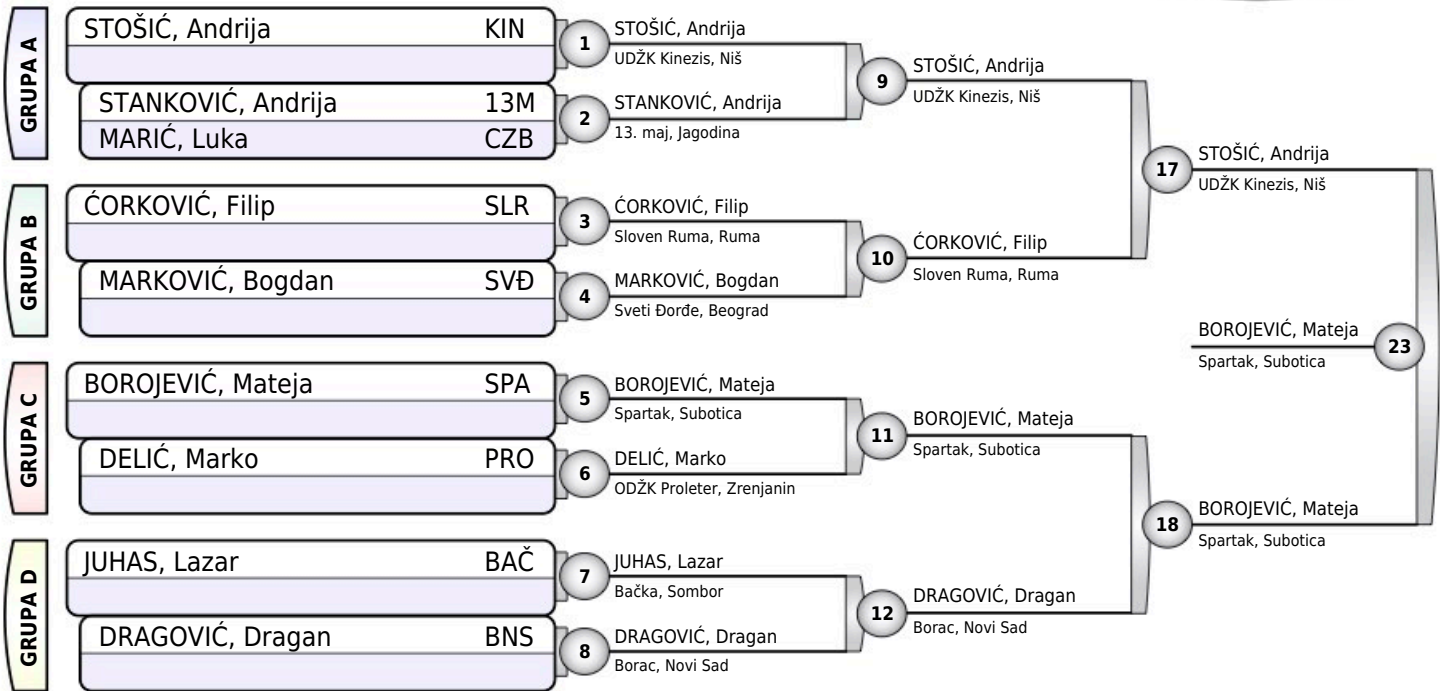 GRUPA A
STOŠIĆ, Andrija KIN
STANKOVIĆ, Andrija 13M
MARIĆ, Luka CZB
GRUPA B
ĆORKOVIĆ, Filip SLR
MARKOVIĆ, Bogdan SVĐ
GRUPA C
BOROJEVIĆ, Mateja SPA
DELIĆ, Marko PRO
GRUPA D
JUHAS, Lazar BAČ
DRAGOVIĆ, Dragan BNS
1
STOŠIĆ, Andrija
UDŽK Kinezis, Niš
2
STANKOVIĆ, Andrija
13. maj, Jagodina
3
ĆORKOVIĆ, Filip
Sloven Ruma, Ruma
4
MARKOVIĆ, Bogdan
Sveti Đorđe, Beograd
5
BOROJEVIĆ, Mateja
Spartak, Subotica
6
DELIĆ, Marko
ODŽK Proleter, Zrenjanin
7
JUHAS, Lazar
Bačka, Sombor
8
DRAGOVIĆ, Dragan
Borac, Novi Sad
9
STOŠIĆ, Andrija
UDŽK Kinezis, Niš
10
ĆORKOVIĆ, Filip
Sloven Ruma, Ruma
11
BOROJEVIĆ, Mateja
Spartak, Subotica
12
DRAGOVIĆ, Dragan
Borac, Novi Sad
17
STOŠIĆ, Andrija
UDŽK Kinezis, Niš
18
BOROJEVIĆ, Mateja
Spartak, Subotica
BOROJEVIĆ, Mateja
Spartak, Subotica
23